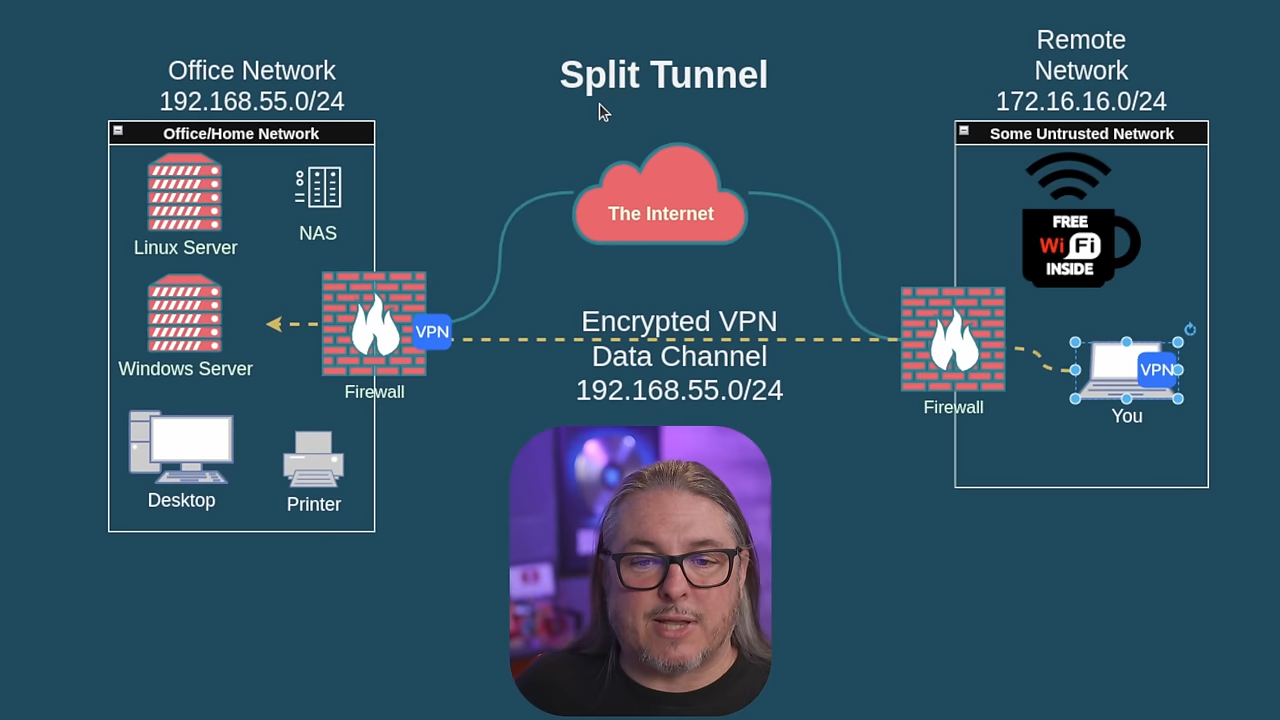 Split Tunnel
Office Network
192.168.55.0/24
Office/Home Network
Linux Server
NAS
Windows Server
VPN
Firewall
Desktop
Printer
The Internet
Encrypted VPN
Data Channel
192.168.55.0/24
Remote
Network
172.16.16.0/24
Some Untrusted Network
FREE
Wi Fi
INSIDE
Firewall
VPN
You